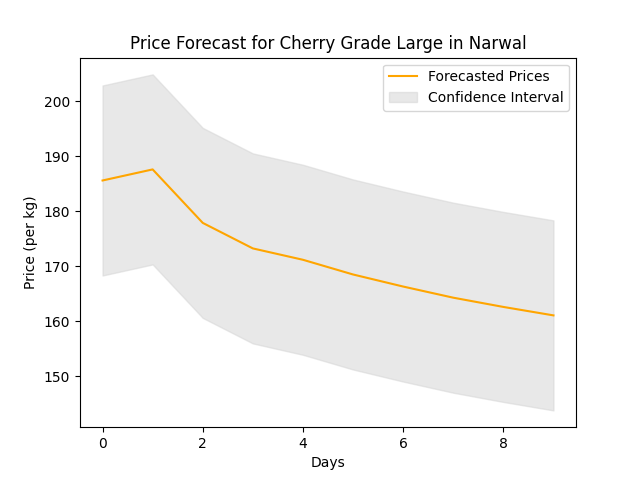 Price Forecast for Cherry Grade Large in Narwal
Forecasted Prices
Confidence Interval
Price (per kg)
200
190
180
170
160
150
0 2 4 6 8
Days